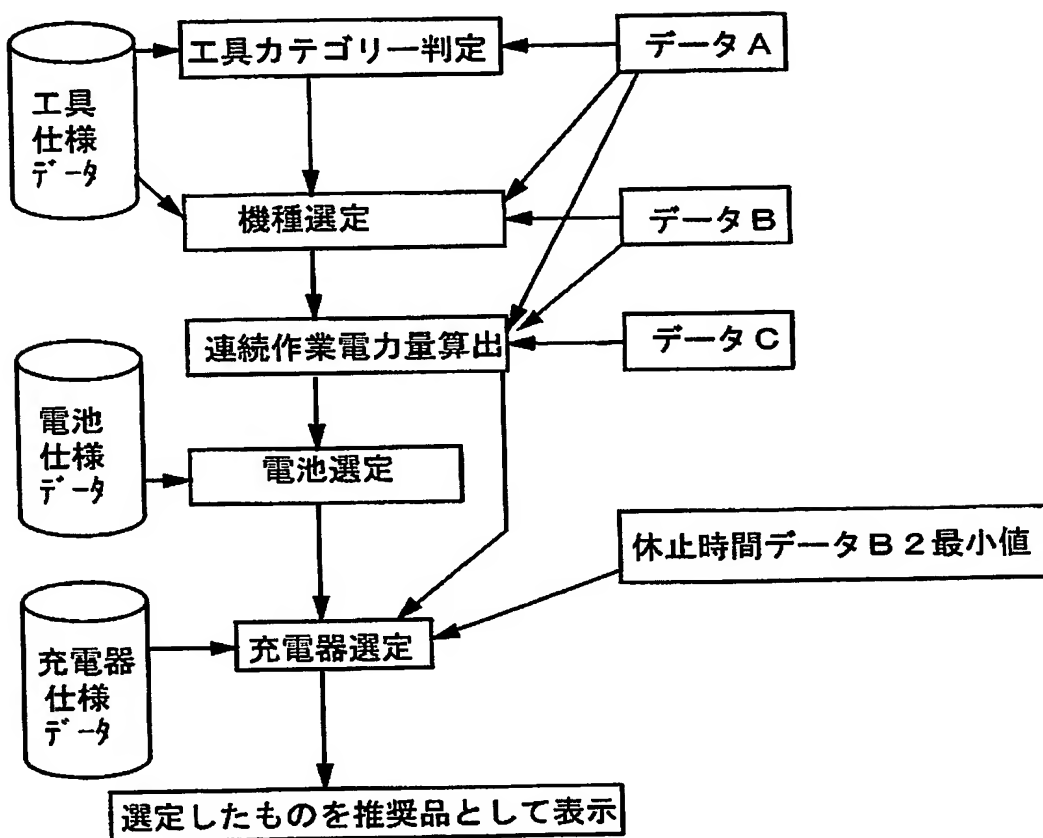 工具カテゴリー判定
データA
工具
仕様
データ
機種選定
データB
連続作業電力量算出
データC
電池
仕様
データ
電池選定
休止時間データB2最小値
充電器
仕様
データ
充電器選定
選定したものを推奨品として表示